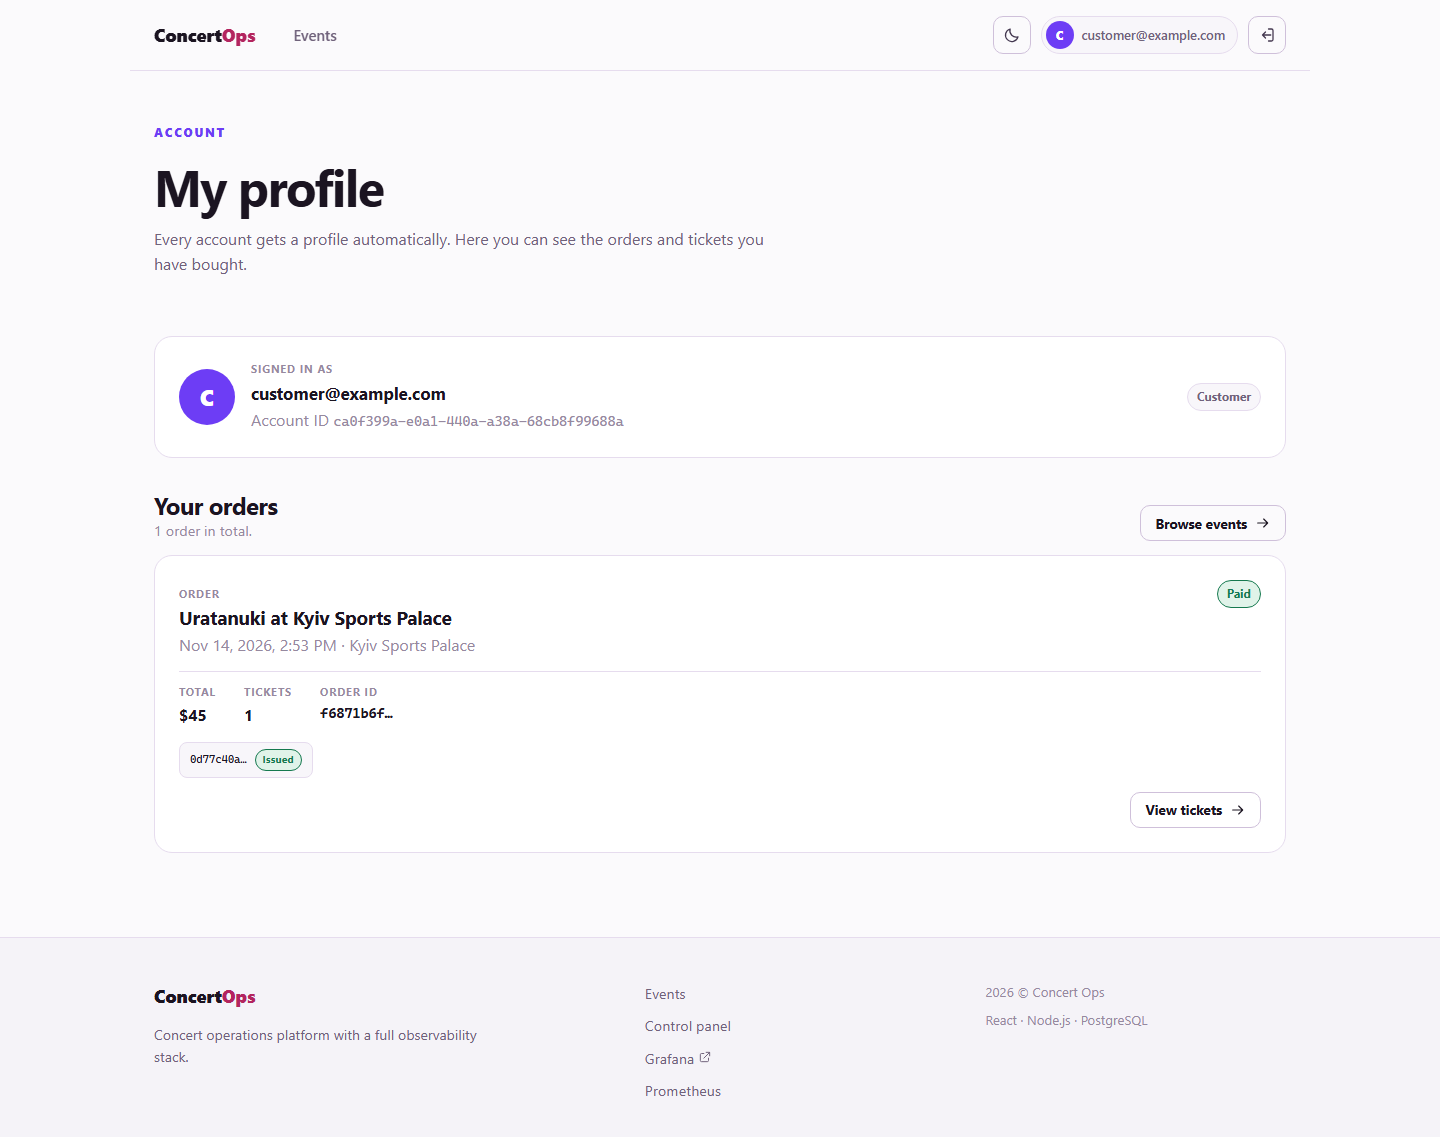 ConcertOps
Events
C
customer@example.com
ACCOUNT
My profile
Every account gets a profile automatically. Here you can see the orders and tickets you
have bought.
C
SIGNED IN AS
customer@example.com
Account ID ca0f399a-e0a1-440a-a38a-68cb8f99688a
Customer
Your orders
1 order in total.
Browse events →
ORDER
Paid
Uratanuki at Kyiv Sports Palace
Nov 14, 2026, 2:53 PM · Kyiv Sports Palace
TOTAL TICKETS ORDER ID
$45 1 f6871b6f…
0d77c40a… Issued
View tickets →
ConcertOps
Concert operations platform with a full observability
stack.
Events
Control panel
Grafana
Prometheus
2026 © Concert Ops
React · Node.js · PostgreSQL